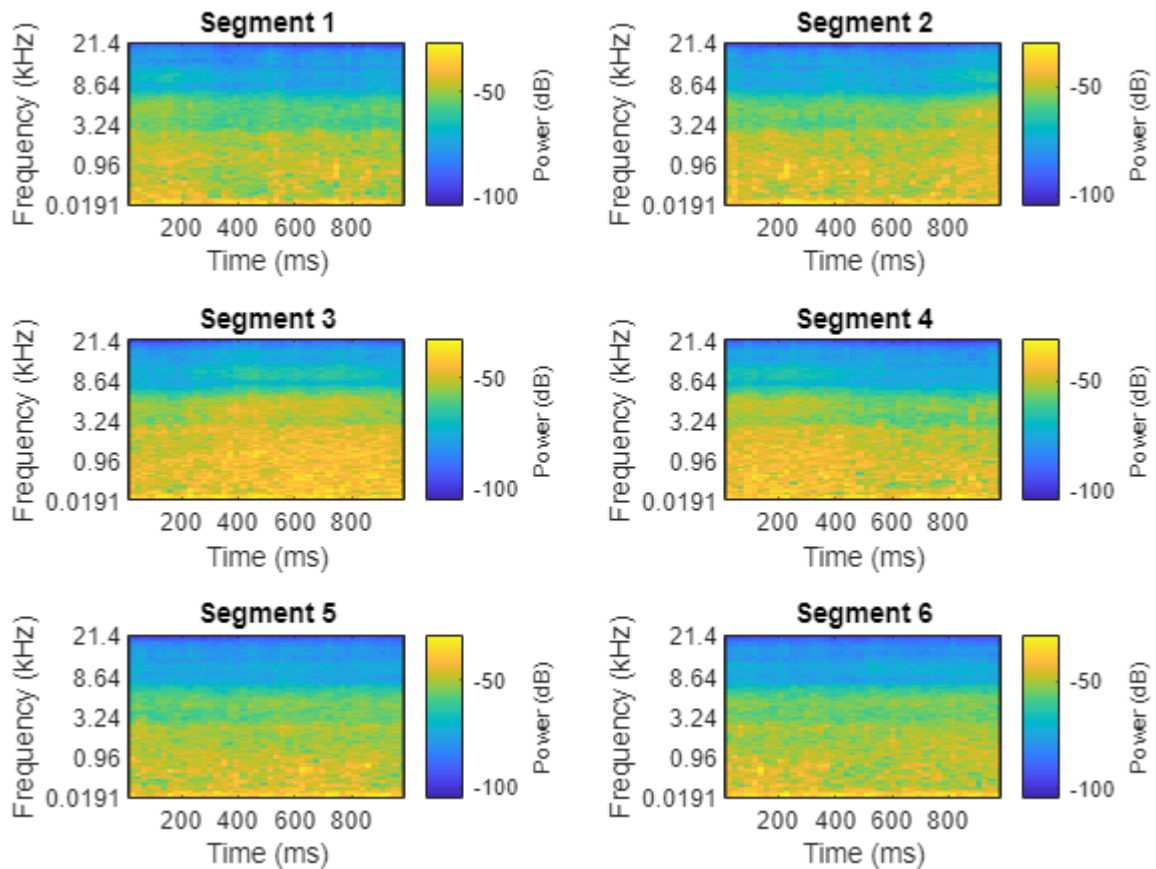 Segment 1
Frequency (kHz)
21.4
8.64
3.24
0.96
0.0191
200 400 600 800
Time (ms)
-50
-100
Power (dB)
Segment 2
Frequency (kHz)
21.4
8.64
3.24
0.96
0.0191
200 400 600 800
Time (ms)
-50
-100
Power (dB)
Segment 3
Frequency (kHz)
21.4
8.64
3.24
0.96
0.0191
200 400 600 800
Time (ms)
-50
-100
Power (dB)
Segment 4
Frequency (kHz)
21.4
8.64
3.24
0.96
0.0191
200 400 600 800
Time (ms)
-50
-100
Power (dB)
Segment 5
Frequency (kHz)
21.4
8.64
3.24
0.96
0.0191
200 400 600 800
Time (ms)
-50
-100
Power (dB)
Segment 6
Frequency (kHz)
21.4
8.64
3.24
0.96
0.0191
200 400 600 800
Time (ms)
-50
-100
Power (dB)